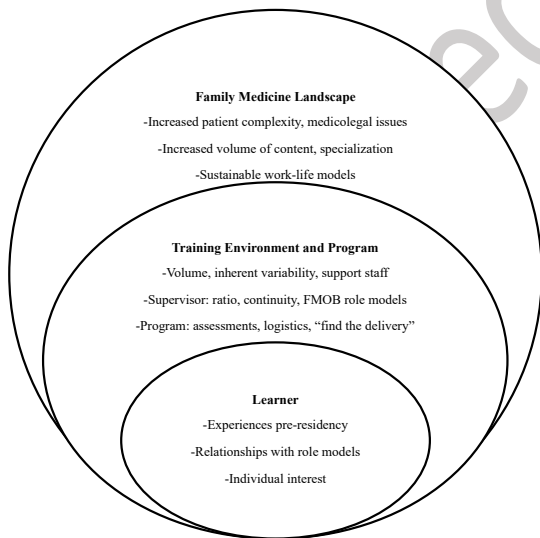 Family Medicine Landscape
-Increased patient complexity, medicolegal issues
-Increased volume of content, specialization
-Sustainable work-life models
Training Environment and Program
-Volume, inherent variability, support staff
-Supervisor: ratio, continuity, FMOB role models
-Program: assessments, logistics, “find the delivery”
Learner
-Experiences pre-residency
-Relationships with role models
-Individual interest